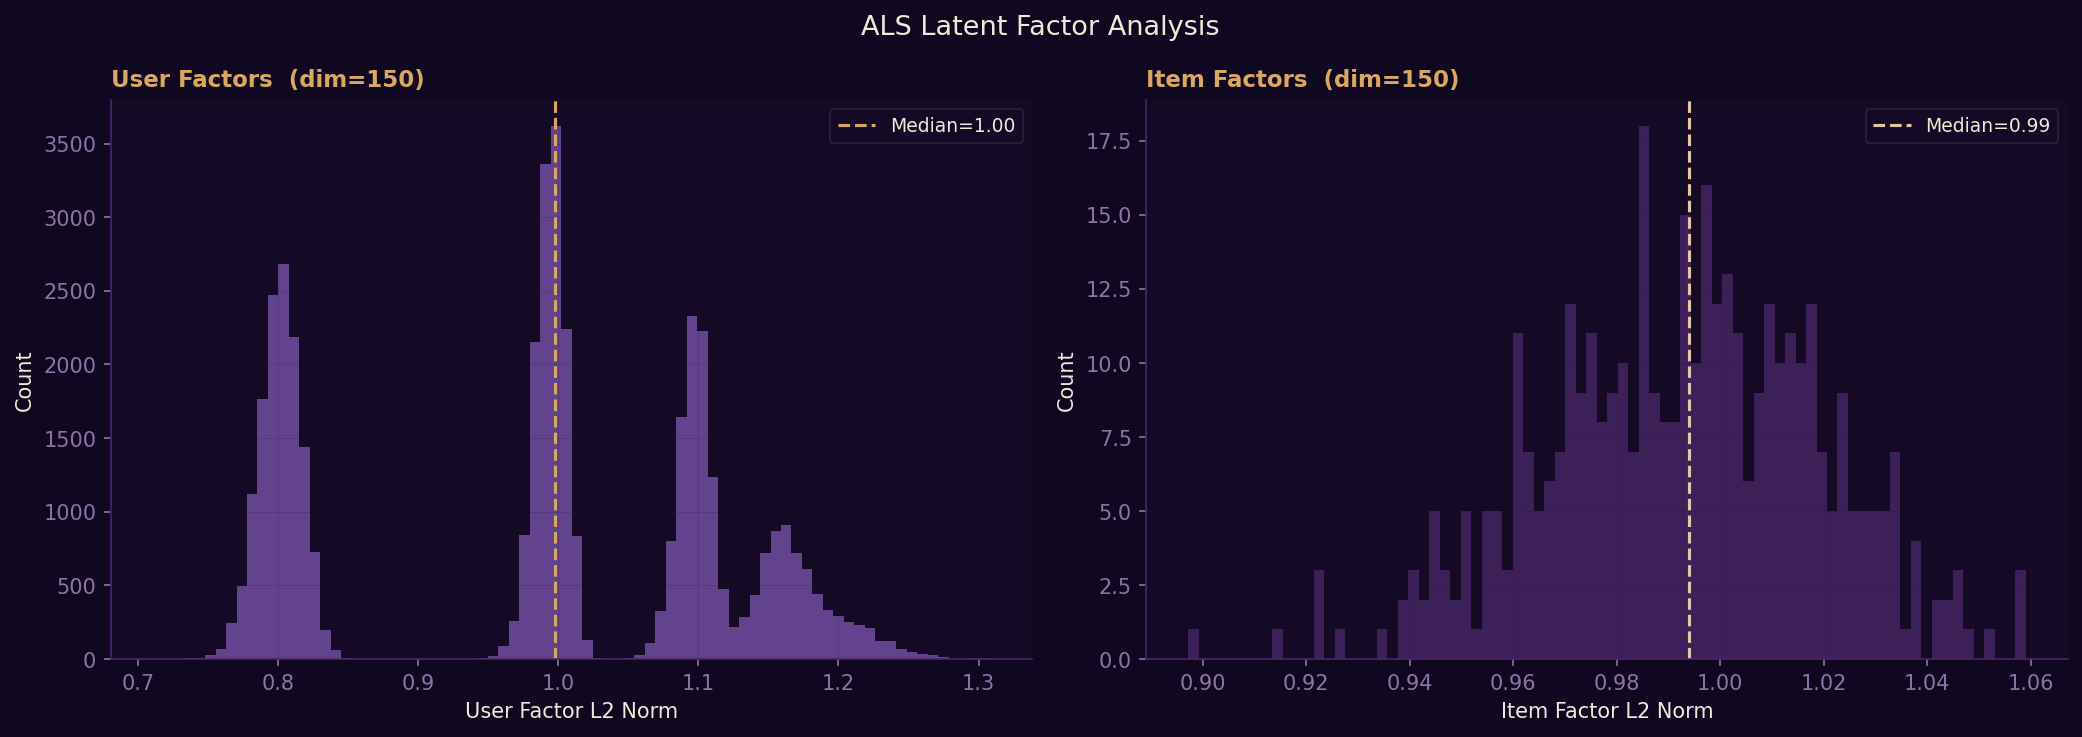 ALS Latent Factor Analysis
User Factors  (dim=150)
Median=1.00
3500
3000
2500
2000
1500
1000
500
0
Count
0.7 0.8 0.9 1.0 1.1 1.2 1.3
User Factor L2 Norm
Item Factors  (dim=150)
Median=0.99
17.5
15.0
12.5
10.0
7.5
5.0
2.5
0.0
Count
0.90 0.92 0.94 0.96 0.98 1.00 1.02 1.04 1.06
Item Factor L2 Norm